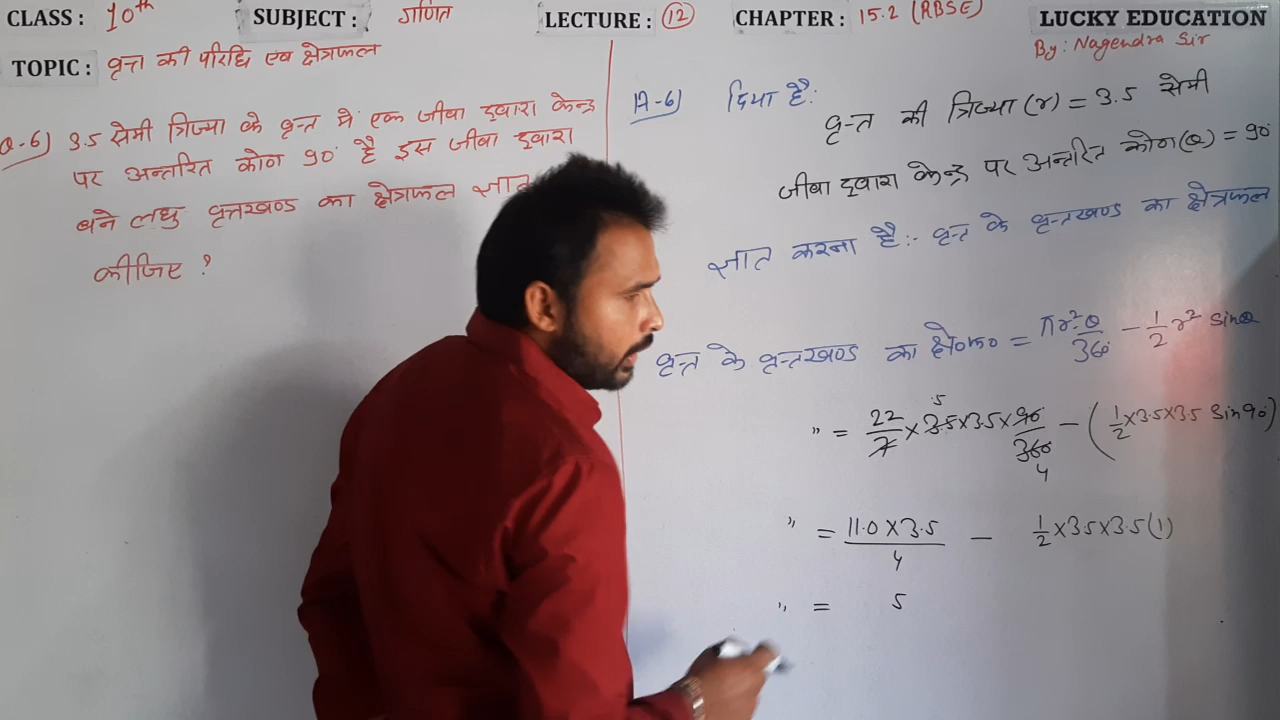 CLASS : 10th SUBJECT : गणित LECTURE : 12 CHAPTER : 15.2 (RBSE) LUCKY EDUCATION
By: Nagendra Sir
TOPIC : वृत्त की परिधि एवं क्षेत्रफल
Q-6) 3.5 सेमी त्रिज्या के वृत्त में एक जीवा द्वारा केन्द्र
पर अन्तरित कोण 90° है इस जीवा द्वारा
बने लघु वृत्तखण्ड का क्षेत्रफल ज्ञात
कीजिए ?
A-6) दिया है:
वृत्त की त्रिज्या (r) = 3.5 सेमी
जीवा द्वारा केन्द्र पर अन्तरित कोण(θ) = 90°
ज्ञात करना है:- वृत्त के वृत्तखण्ड का क्षेत्रफल
वृत्त के वृत्तखण्ड का क्षे०फ० = πr²θ/360° − 1/2 r² sinθ
" = 22/7 × 3.5 × 3.5 × 90/360 − (1/2 × 3.5 × 3.5 sin 90°)
" = 11.0 × 3.5/4 − 1/2 × 3.5 × 3.5 (1)
" = 5